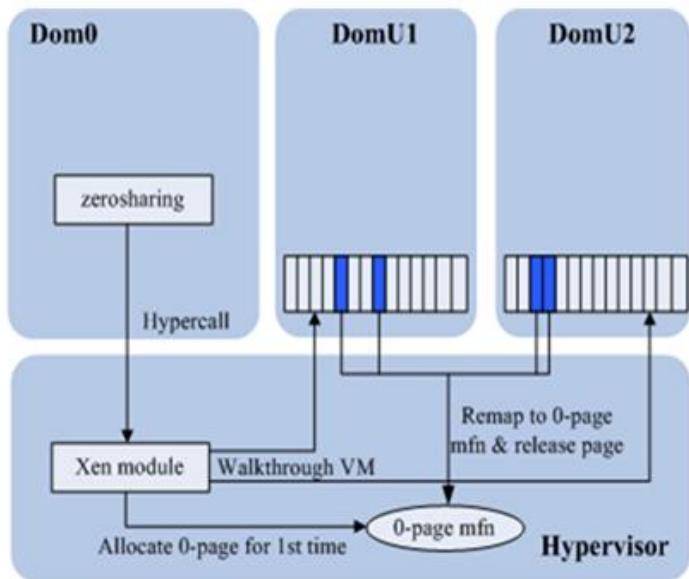 Dom0
DomU1
DomU2
zerosharing
Hypercall
Remap to 0-page
mfn & release page
Xen module
Walkthrough VM
0-page mfn
Allocate 0-page for 1st time
Hypervisor